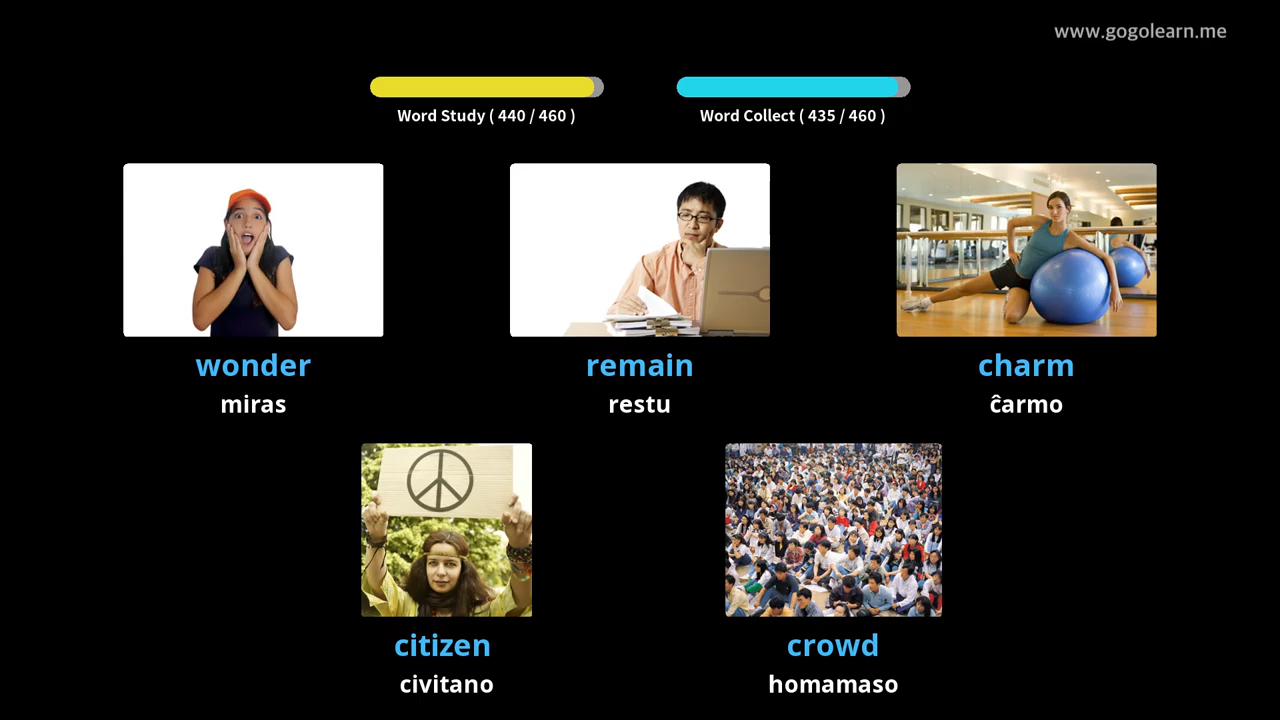 www.gogolearn.me
Word Study ( 440 / 460 )
Word Collect ( 435 / 460 )
wonder
remain
charm
miras
restu
ĉarmo
citizen
crowd
civitano
homamaso